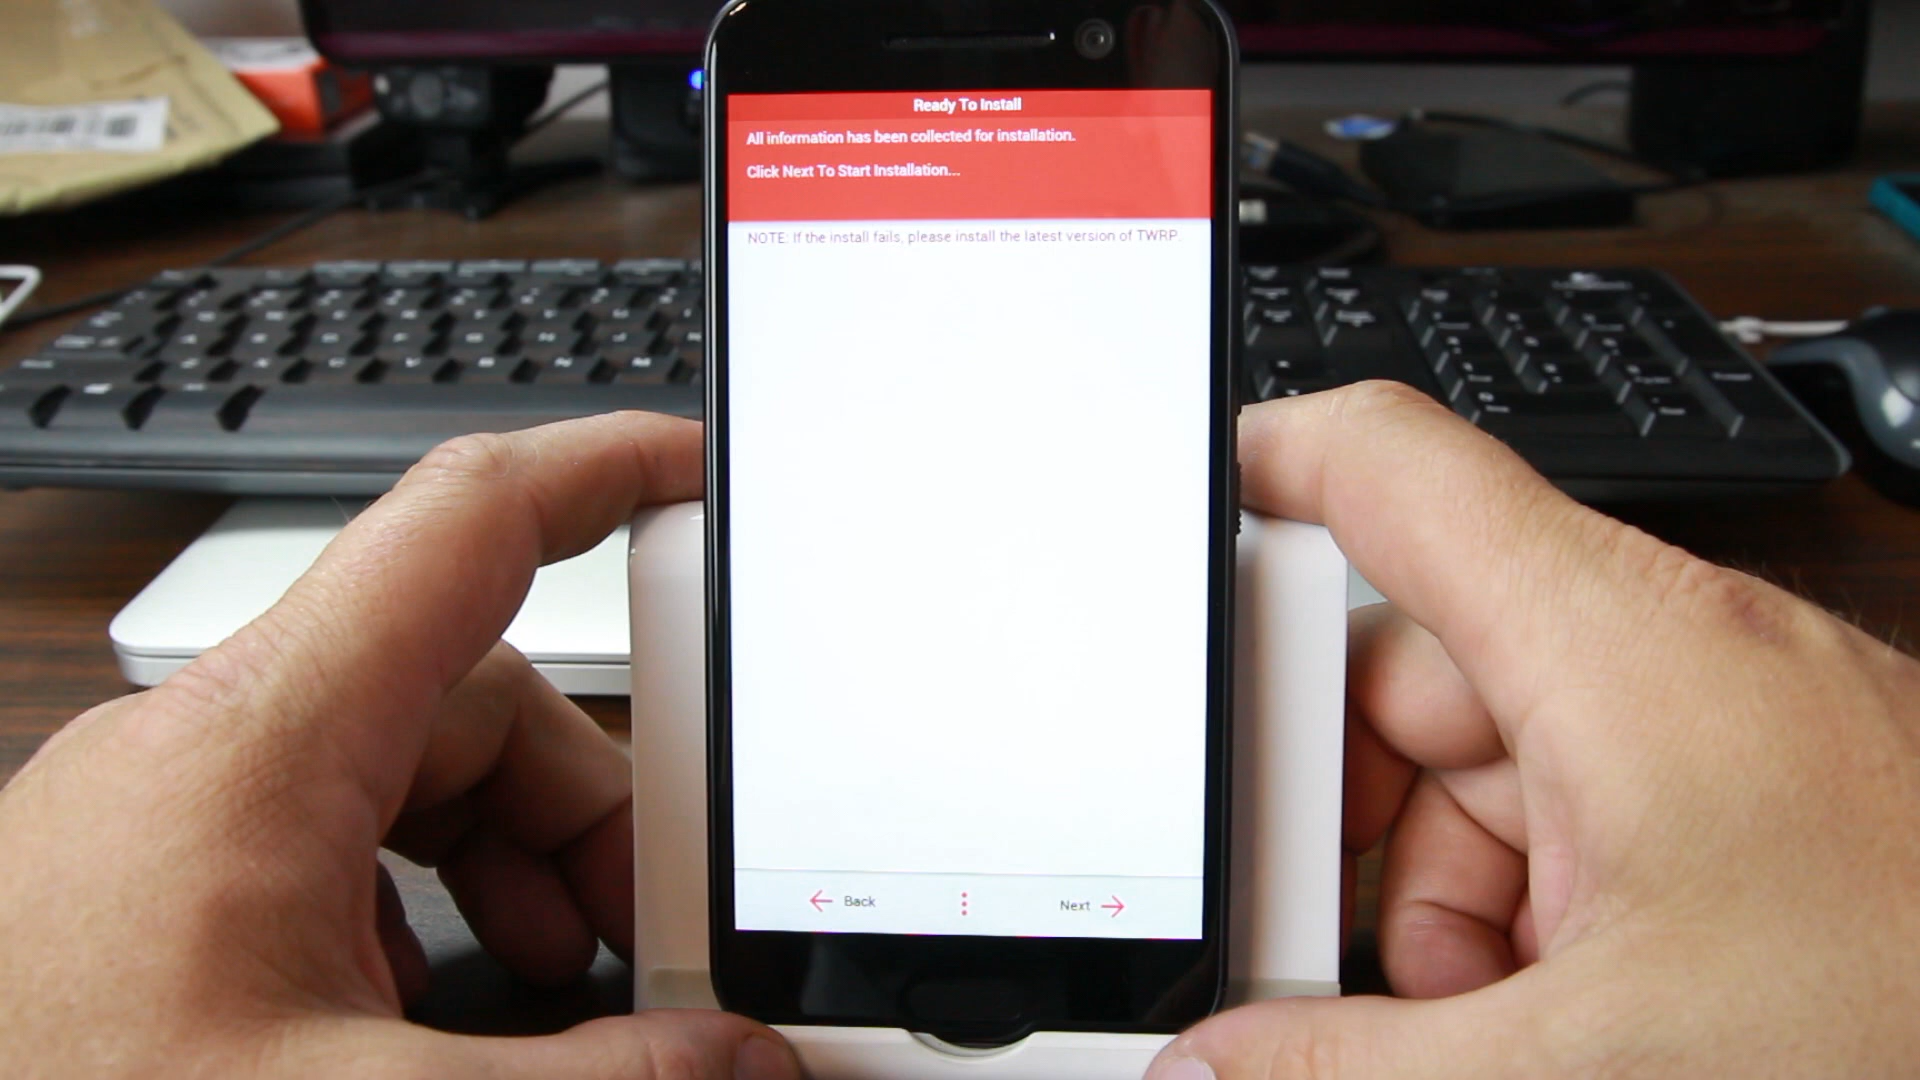 Ready To Install
All information has been collected for installation.
Click Next To Start Installation...
NOTE: If the install fails, please install the latest version of TWRP.
Back
Next